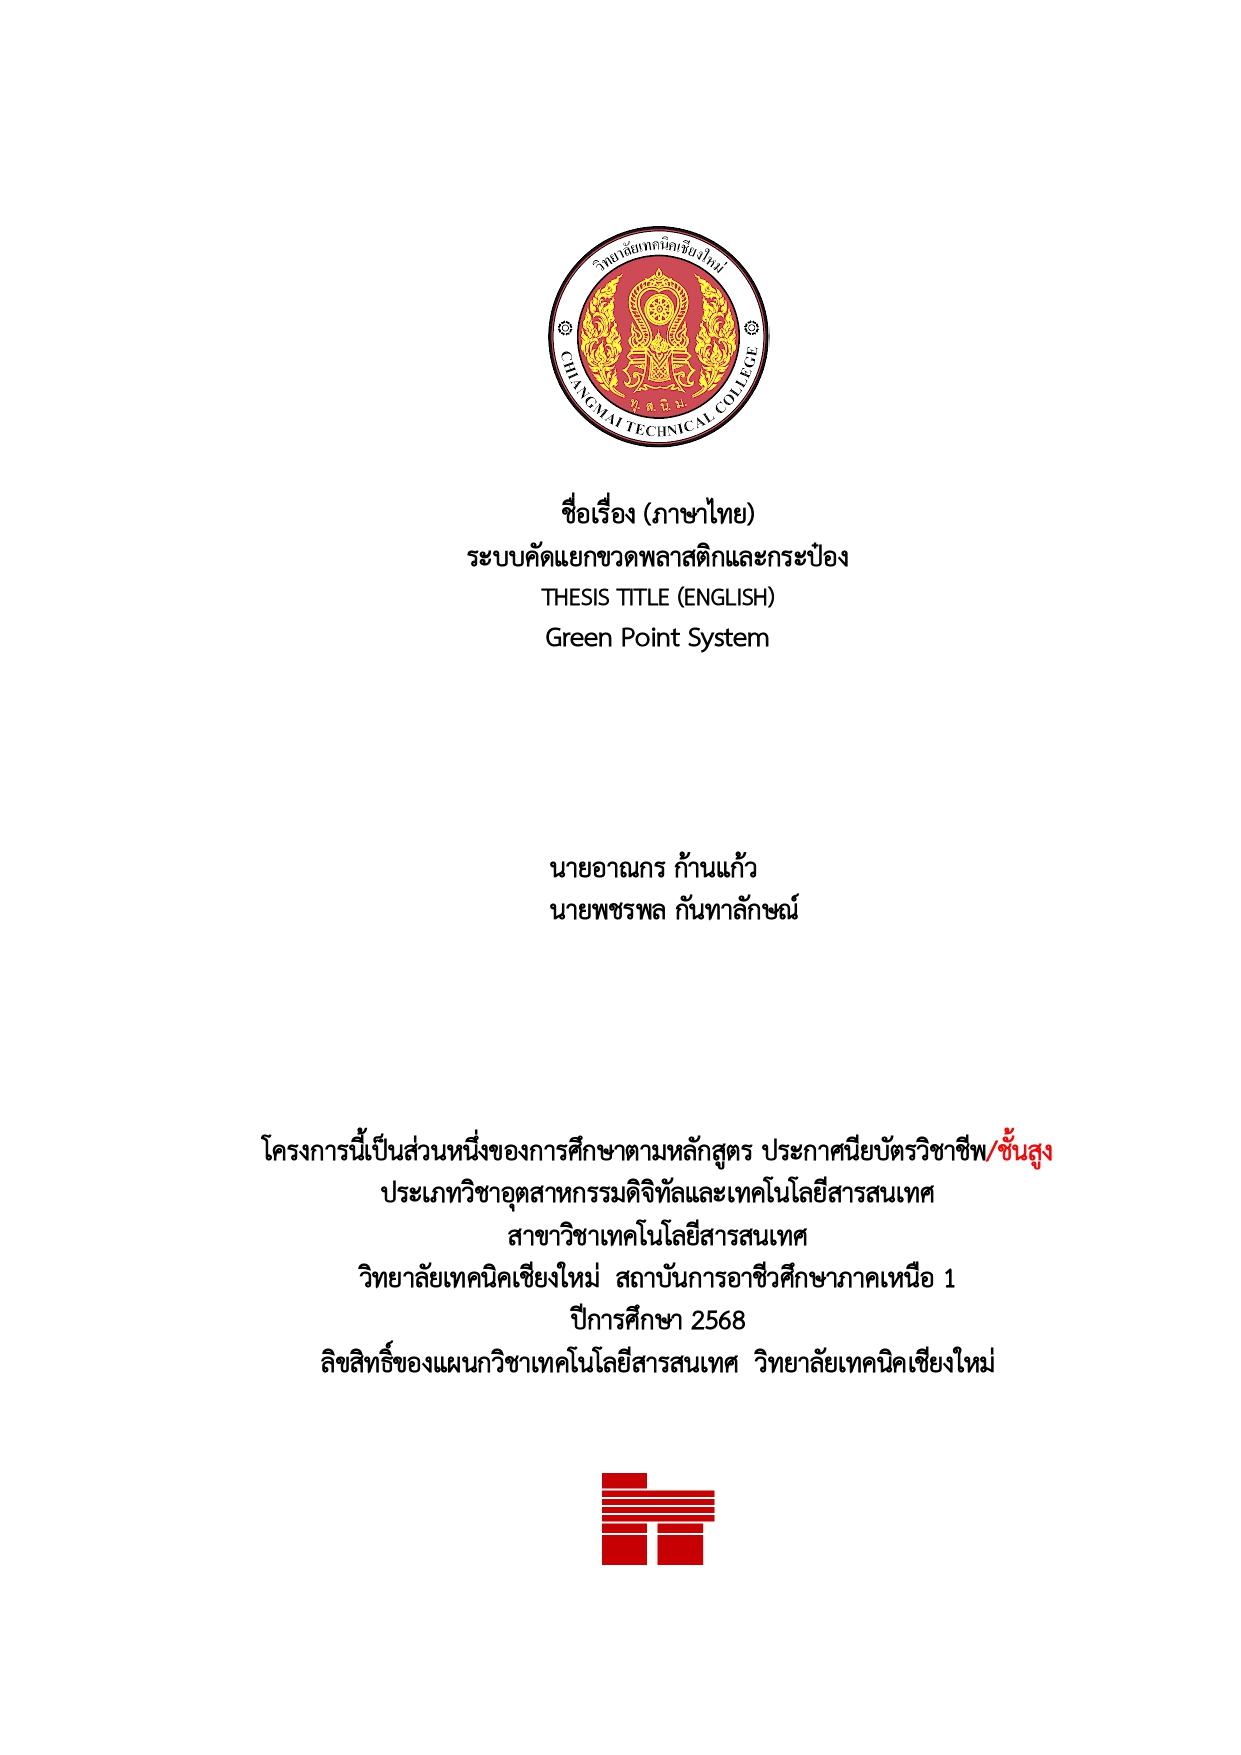 วิทยาลัยเทคนิคเชียงใหม่
ทุ. ส. นิ. ม.
CHIANGMAI TECHNICAL COLLEGE
ชื่อเรื่อง (ภาษาไทย)
ระบบคัดแยกขวดพลาสติกและกระป๋อง
THESIS TITLE (ENGLISH)
Green Point System
นายอาณกร ก้านแก้ว
นายพชรพล กันทาลักษณ์
โครงการนี้เป็นส่วนหนึ่งของการศึกษาตามหลักสูตร ประกาศนียบัตรวิชาชีพ/ชั้นสูง
ประเภทวิชาอุตสาหกรรมดิจิทัลและเทคโนโลยีสารสนเทศ
สาขาวิชาเทคโนโลยีสารสนเทศ
วิทยาลัยเทคนิคเชียงใหม่ สถาบันการอาชีวศึกษาภาคเหนือ 1
ปีการศึกษา 2568
ลิขสิทธิ์ของแผนกวิชาเทคโนโลยีสารสนเทศ วิทยาลัยเทคนิคเชียงใหม่